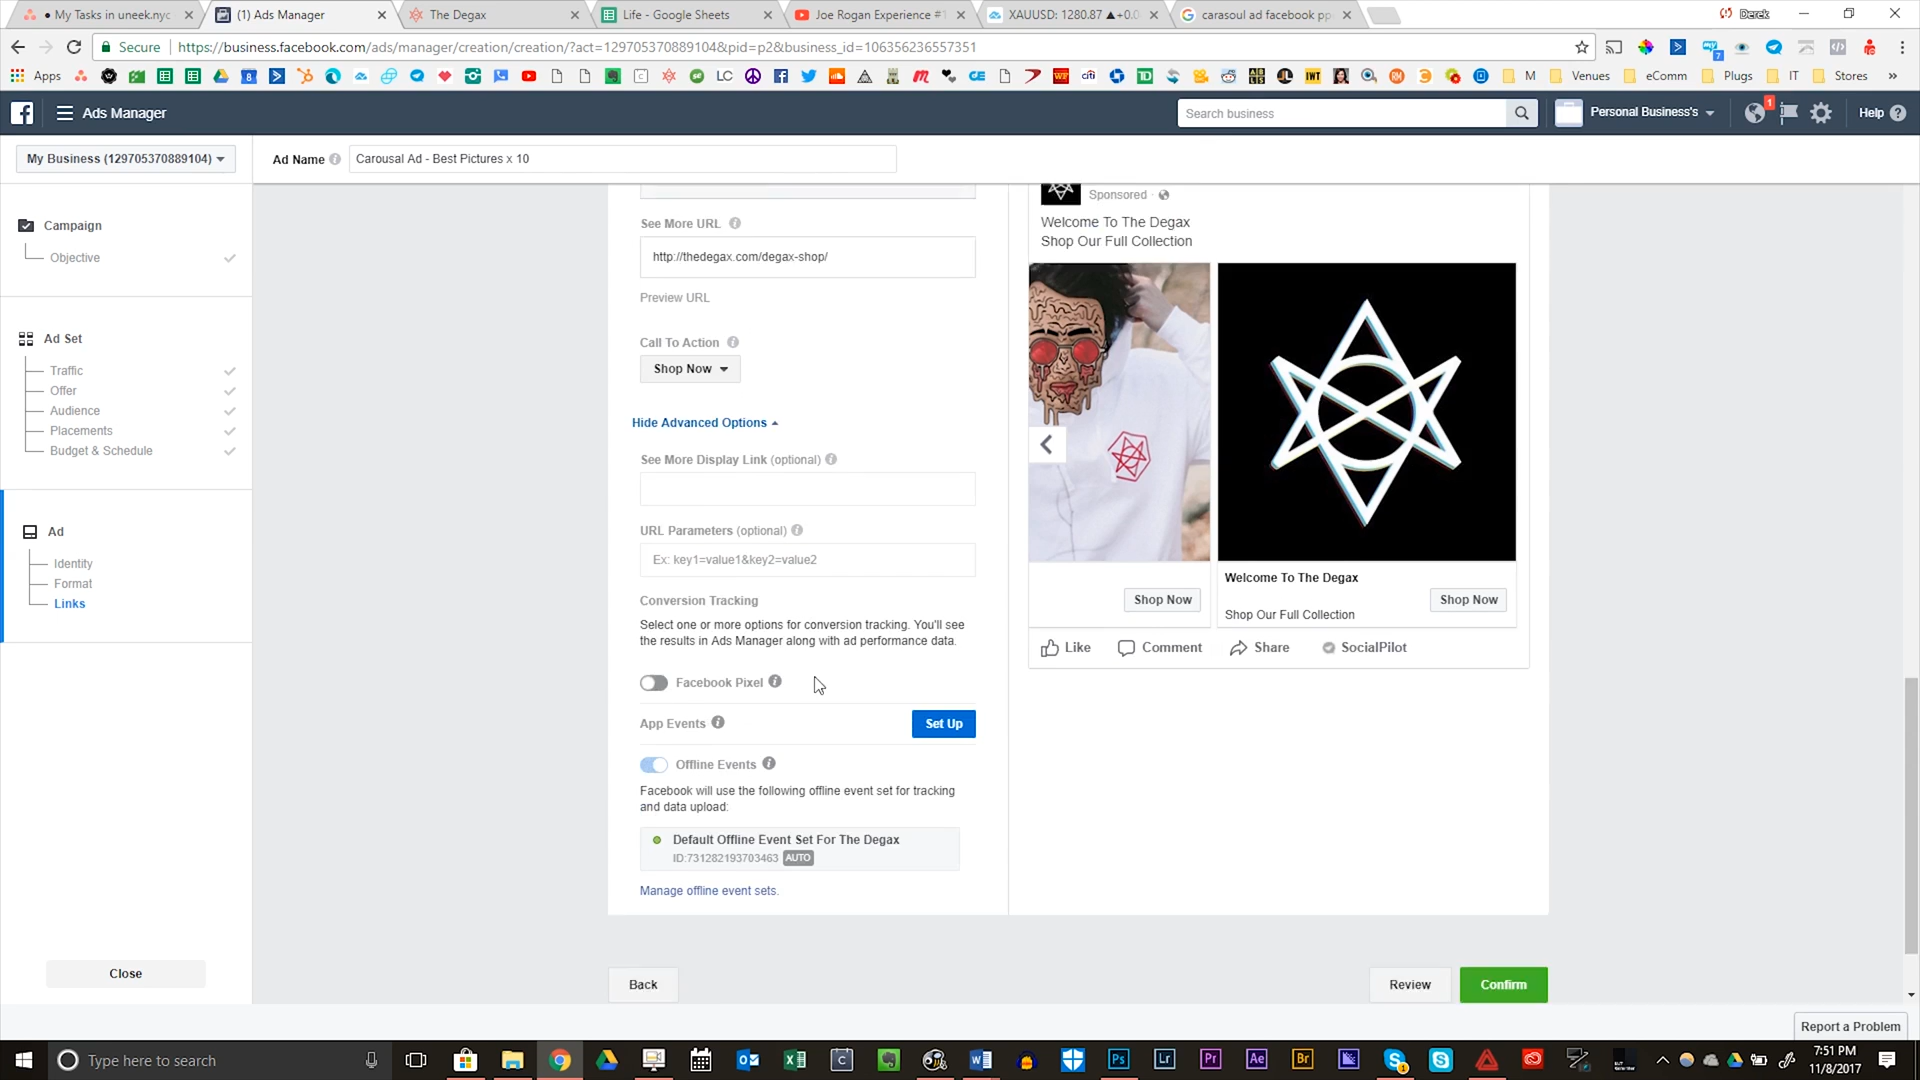 My Tasks in uneek.nyc
(1) Ads Manager
The Degax
Life - Google Sheets
Joe Rogan Experience #1
XAUUSD: 1280.87 ▲+0.0
carasoul ad facebook pp
Derek
Secure
https://business.facebook.com/ads/manager/creation/creation/?act=129705370889104&pid=p2&business_id=106356236557351
Apps
M
Venues
eComm
Plugs
IT
Stores
Ads Manager
Search business
Personal Business's
1
Help
My Business (129705370889104)
Ad Name
Carousal Ad - Best Pictures x 10
Campaign
Objective
Ad Set
Traffic
Offer
Audience
Placements
Budget & Schedule
Ad
Identity
Format
Links
Close
See More URL
http://thedegax.com/degax-shop/
Preview URL
Call To Action
Shop Now
Hide Advanced Options
See More Display Link (optional)
URL Parameters (optional)
Ex: key1=value1&key2=value2
Conversion Tracking
Select one or more options for conversion tracking. You'll see
the results in Ads Manager along with ad performance data.
Facebook Pixel
App Events
Set Up
Offline Events
Facebook will use the following offline event set for tracking
and data upload:
Default Offline Event Set For The Degax
ID:731282193703463 AUTO
Manage offline event sets.
Sponsored
Welcome To The Degax
Shop Our Full Collection
Shop Now
Welcome To The Degax
Shop Our Full Collection
Shop Now
Like
Comment
Share
SocialPilot
Back
Review
Confirm
Report a Problem
Type here to search
7:51 PM
11/8/2017